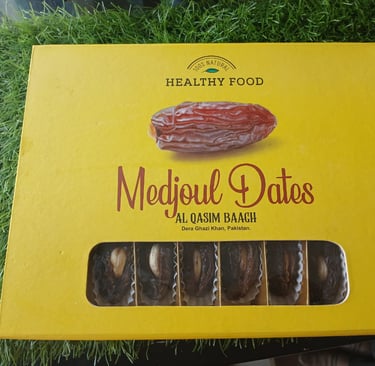 100% NATURAL
HEALTHY FOOD
Medjoul Dates
AL QASIM BAAGH
Dera Ghazi Khan, Pakistan.